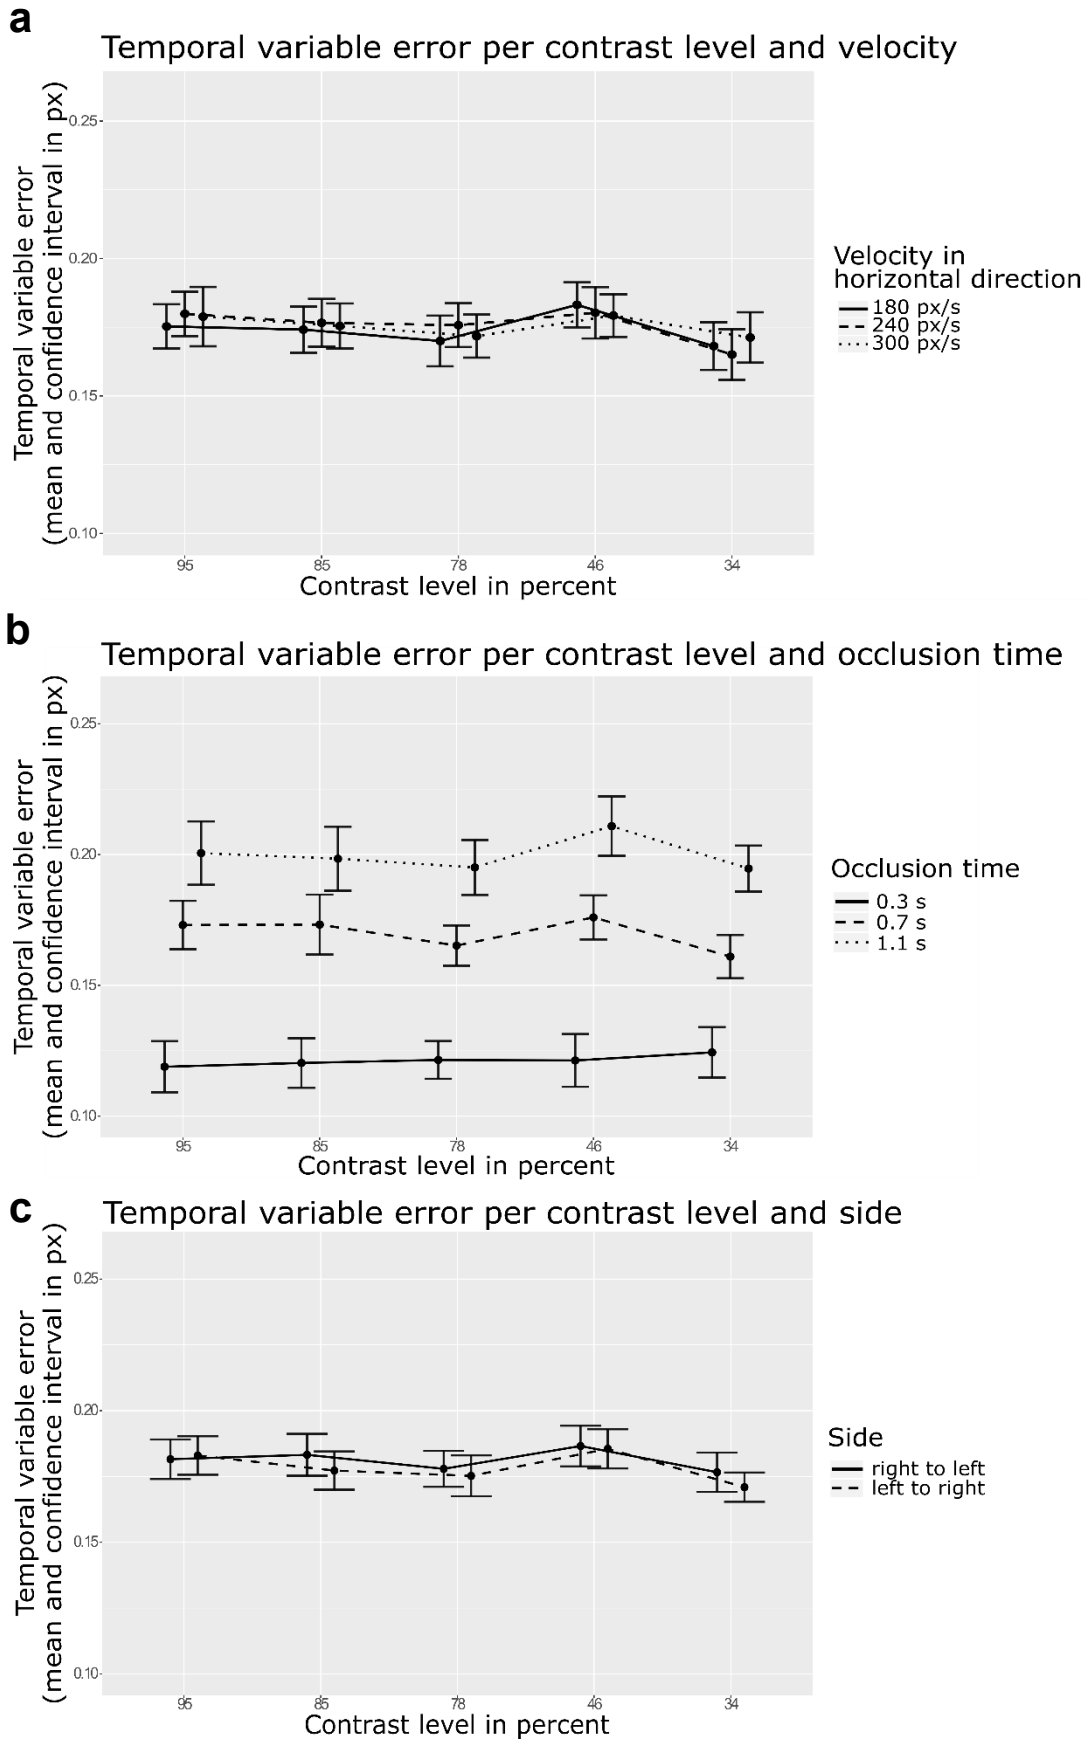 a
Temporal variable error per contrast level and velocity
Temporal variable error
(mean and confidence interval in px)
0.25
0.20
0.15
0.10
95 85 78 46 34
Contrast level in percent
Velocity in
horizontal direction
180 px/s
240 px/s
300 px/s
b
Temporal variable error per contrast level and occlusion time
Temporal variable error
(mean and confidence interval in px)
0.25
0.20
0.15
0.10
95 85 78 46 34
Contrast level in percent
Occlusion time
0.3 s
0.7 s
1.1 s
c
Temporal variable error per contrast level and side
Temporal variable error
(mean and confidence interval in px)
0.25
0.20
0.15
0.10
95 85 78 46 34
Contrast level in percent
Side
right to left
left to right